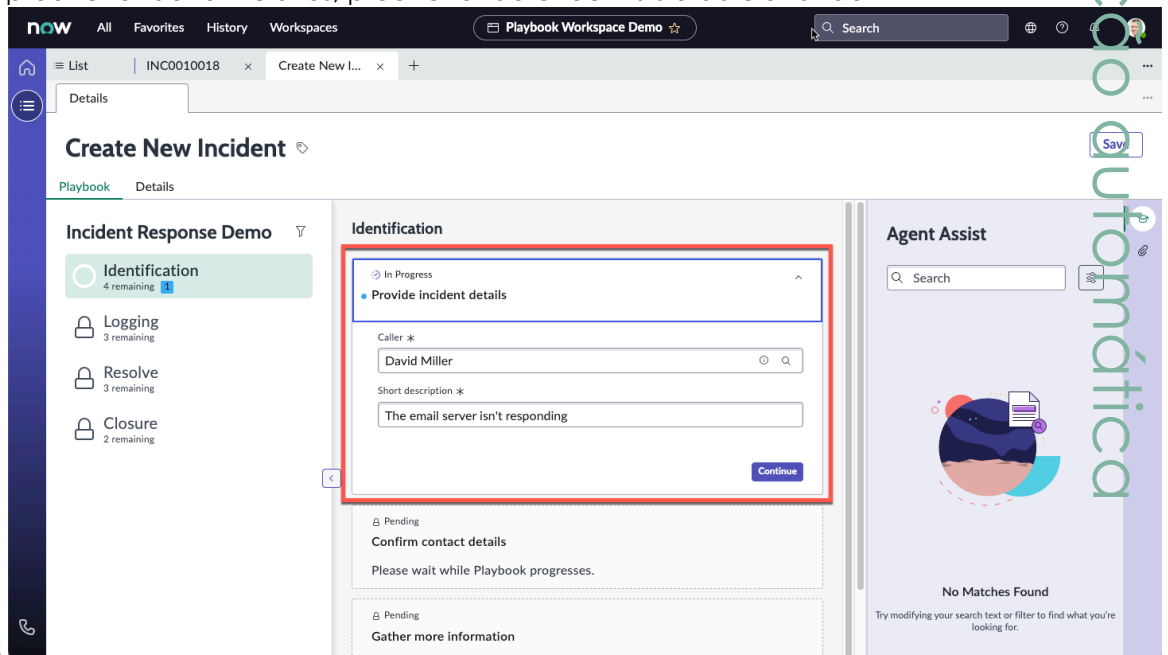 now All Favorites History Workspaces Playbook Workspace Demo Search
List INC0010018 Create New I...
Details
Create New Incident Save
Playbook Details
Incident Response Demo
Identification
4 remaining 1
Logging
3 remaining
Resolve
3 remaining
Closure
2 remaining
Identification
In Progress
Provide incident details
Caller *
David Miller
Short description *
The email server isn't responding
Continue
Pending
Confirm contact details
Please wait while Playbook progresses.
Pending
Gather more information
Agent Assist
Search
No Matches Found
Try modifying your search text or filter to find what you're
looking for.
automática